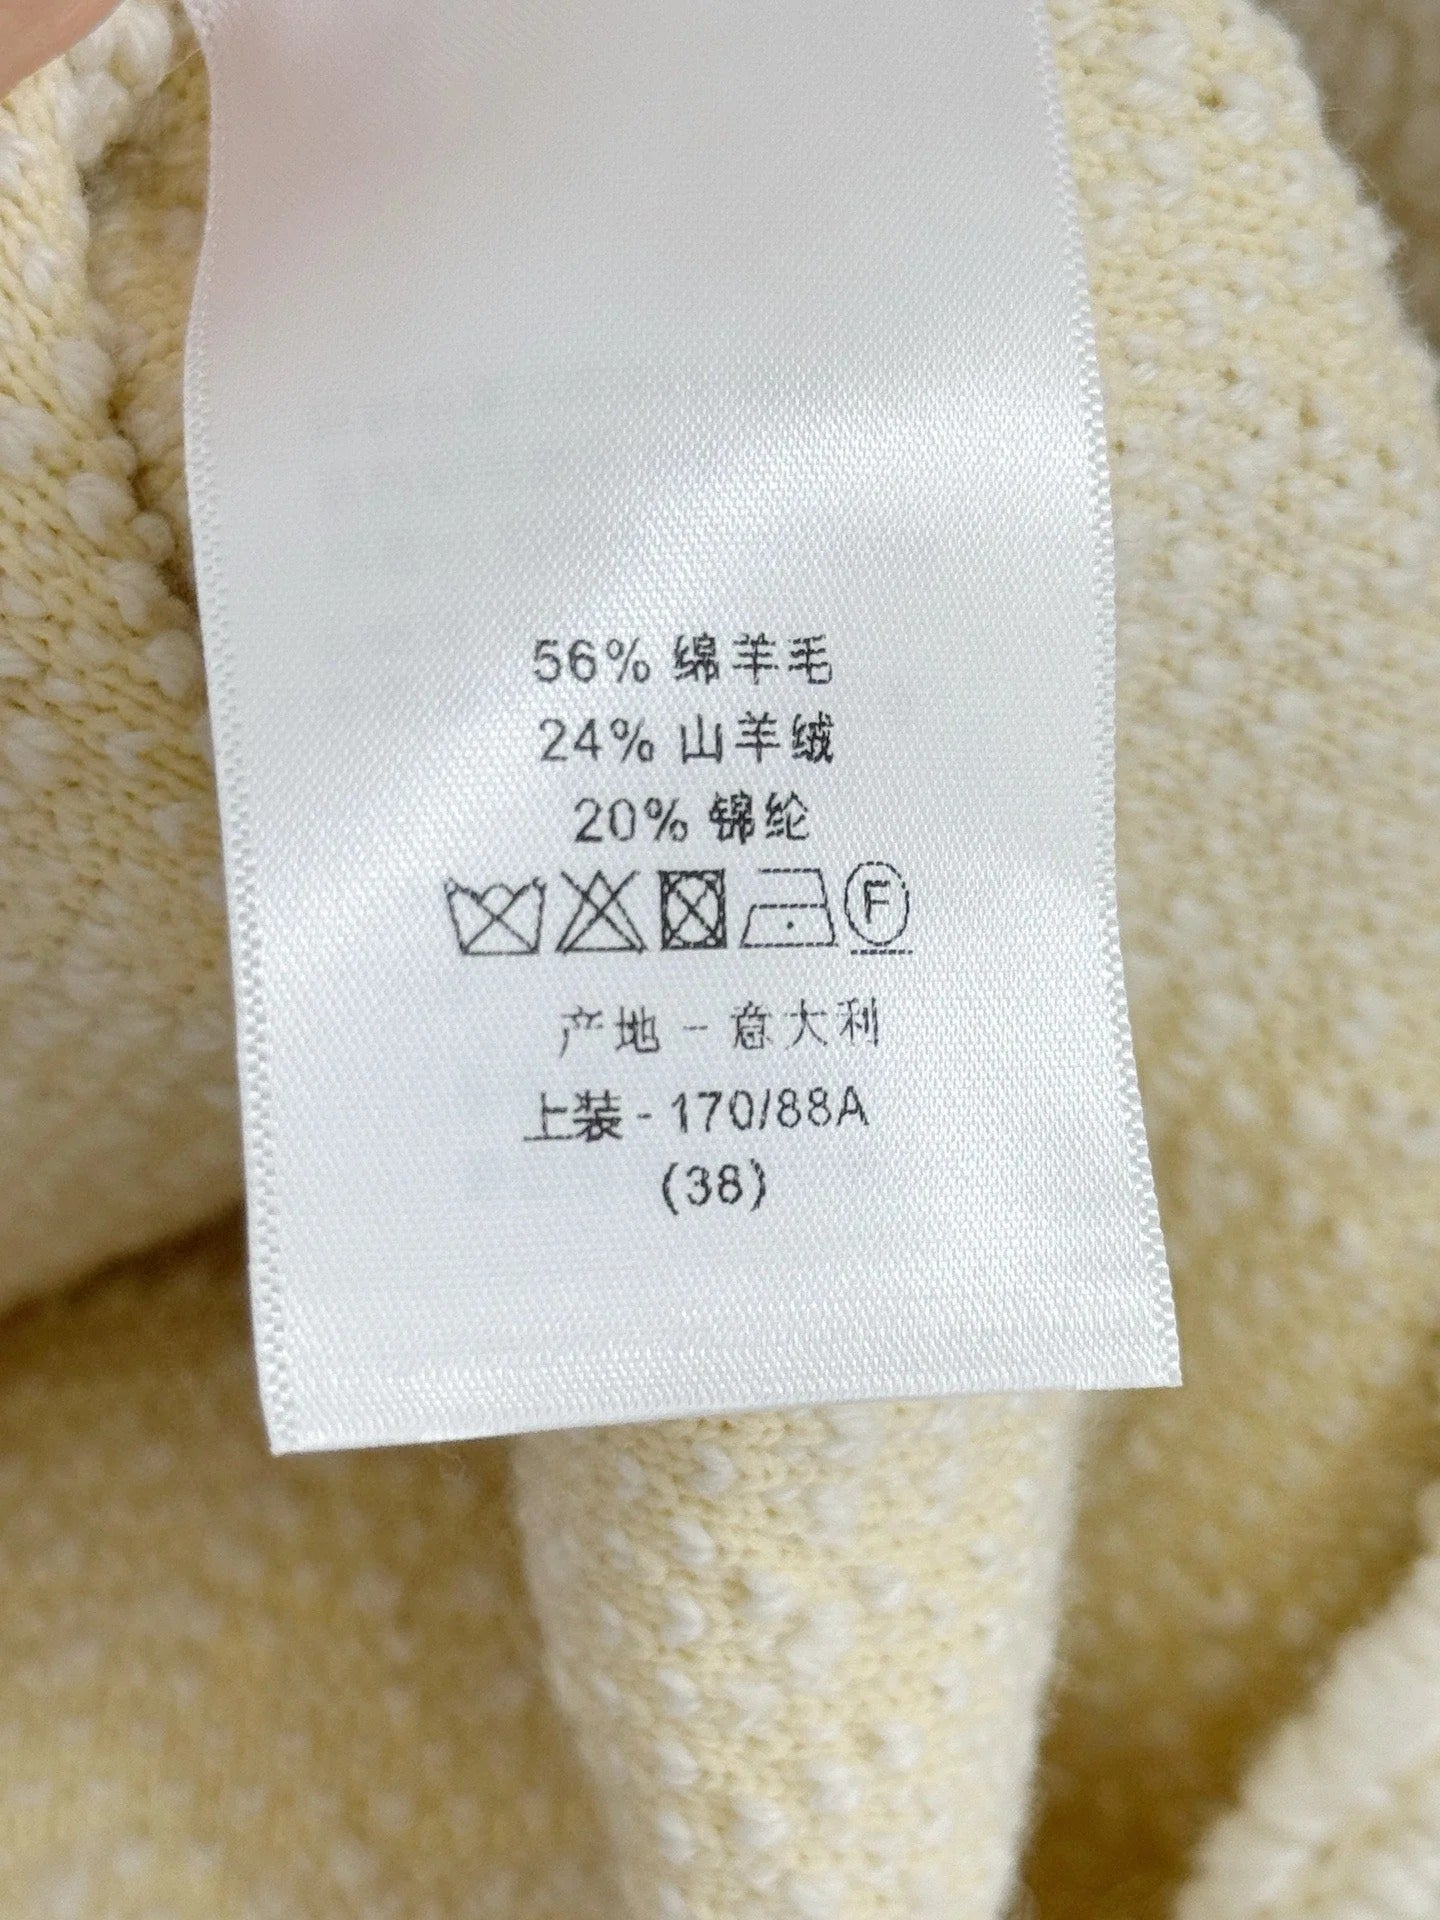 56% 绵羊毛
24% 山羊绒
20% 锦纶
F
产地 - 意大利
上装 - 170/88A
(38)